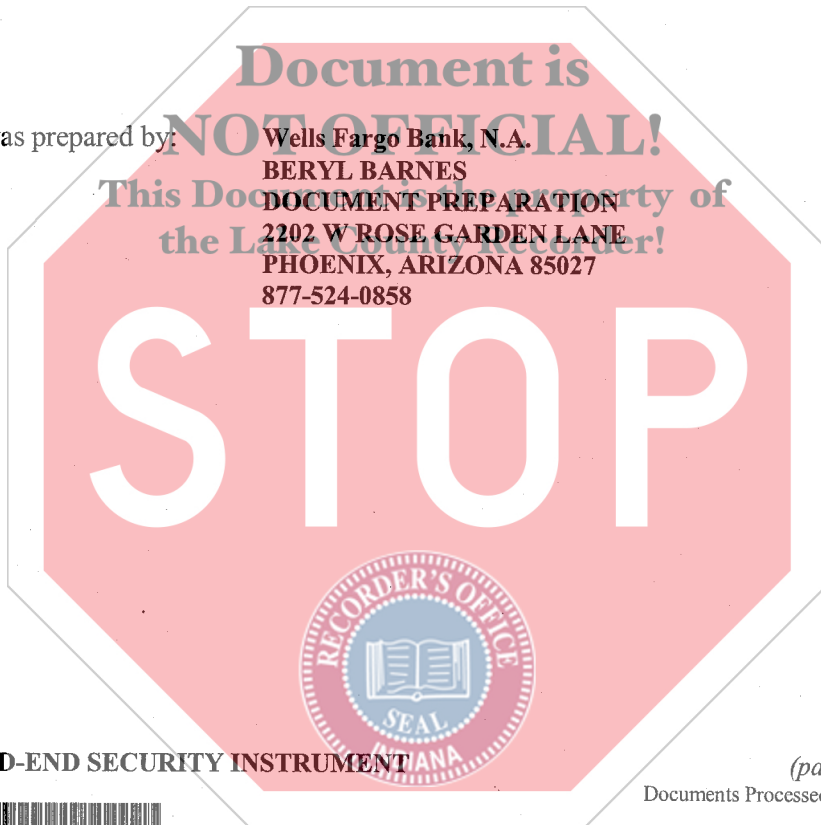 Document is
NOT OFFICIAL!
as prepared by: Wells Fargo Bank, N.A.
BERYL BARNES
This Document is the property of
DOCUMENT PREPARATION
the Lake County Recorder!
2202 W ROSE GARDEN LANE
PHOENIX, ARIZONA 85027
877-524-0858
STOP
RECORDER'S OFFICE
SEAL
INDIANA
D-END SECURITY INSTRUMENT
(pa
Documents Processed